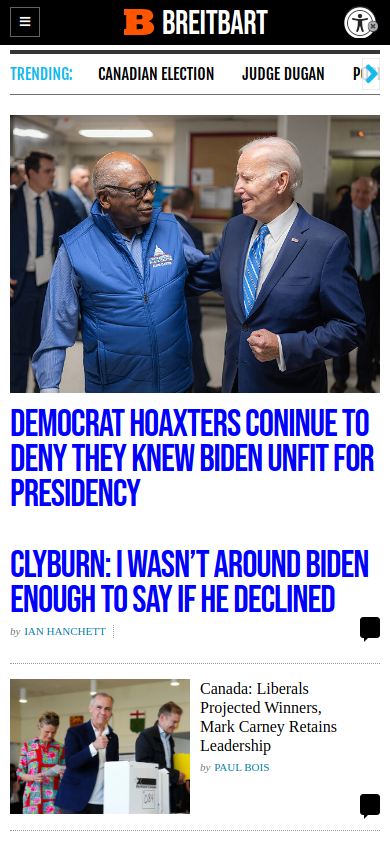 BREITBART
TRENDING:
CANADIAN ELECTION
JUDGE DUGAN
DEMOCRAT HOAXTERS CONINUE TO
DENY THEY KNEW BIDEN UNFIT FOR
PRESIDENCY
CLYBURN: I WASN'T AROUND BIDEN
ENOUGH TO SAY IF HE DECLINED
by IAN HANCHETT
Canada: Liberals
Projected Winners,
Mark Carney Retains
Leadership
by PAUL BOIS